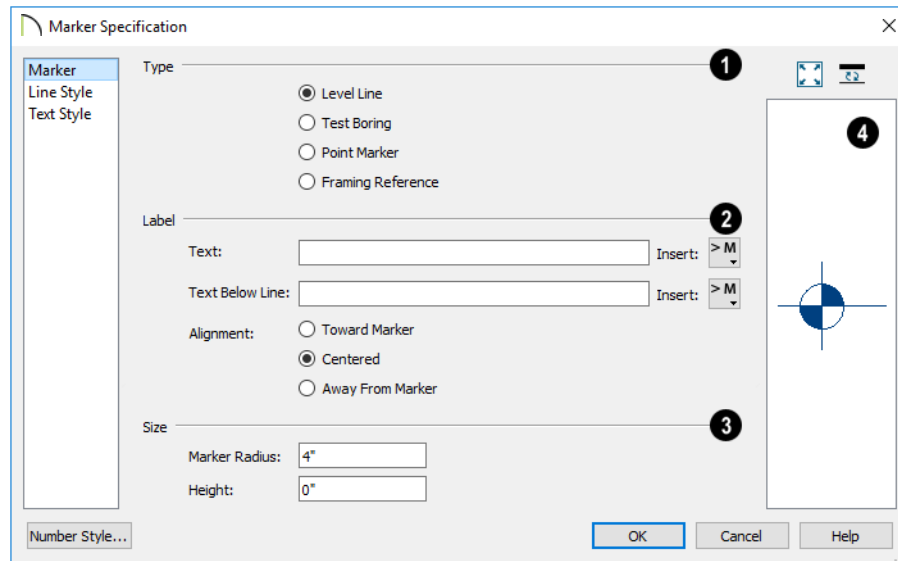 Marker Specification
Marker
Line Style
Text Style
Type 1
Level Line
Test Boring
Point Marker
Framing Reference
Label 2
Text: Insert: > M
Text Below Line: Insert: > M
Alignment: Toward Marker
Centered
Away From Marker
Size 3
Marker Radius: 4"
Height: 0"
4
Number Style... OK Cancel Help